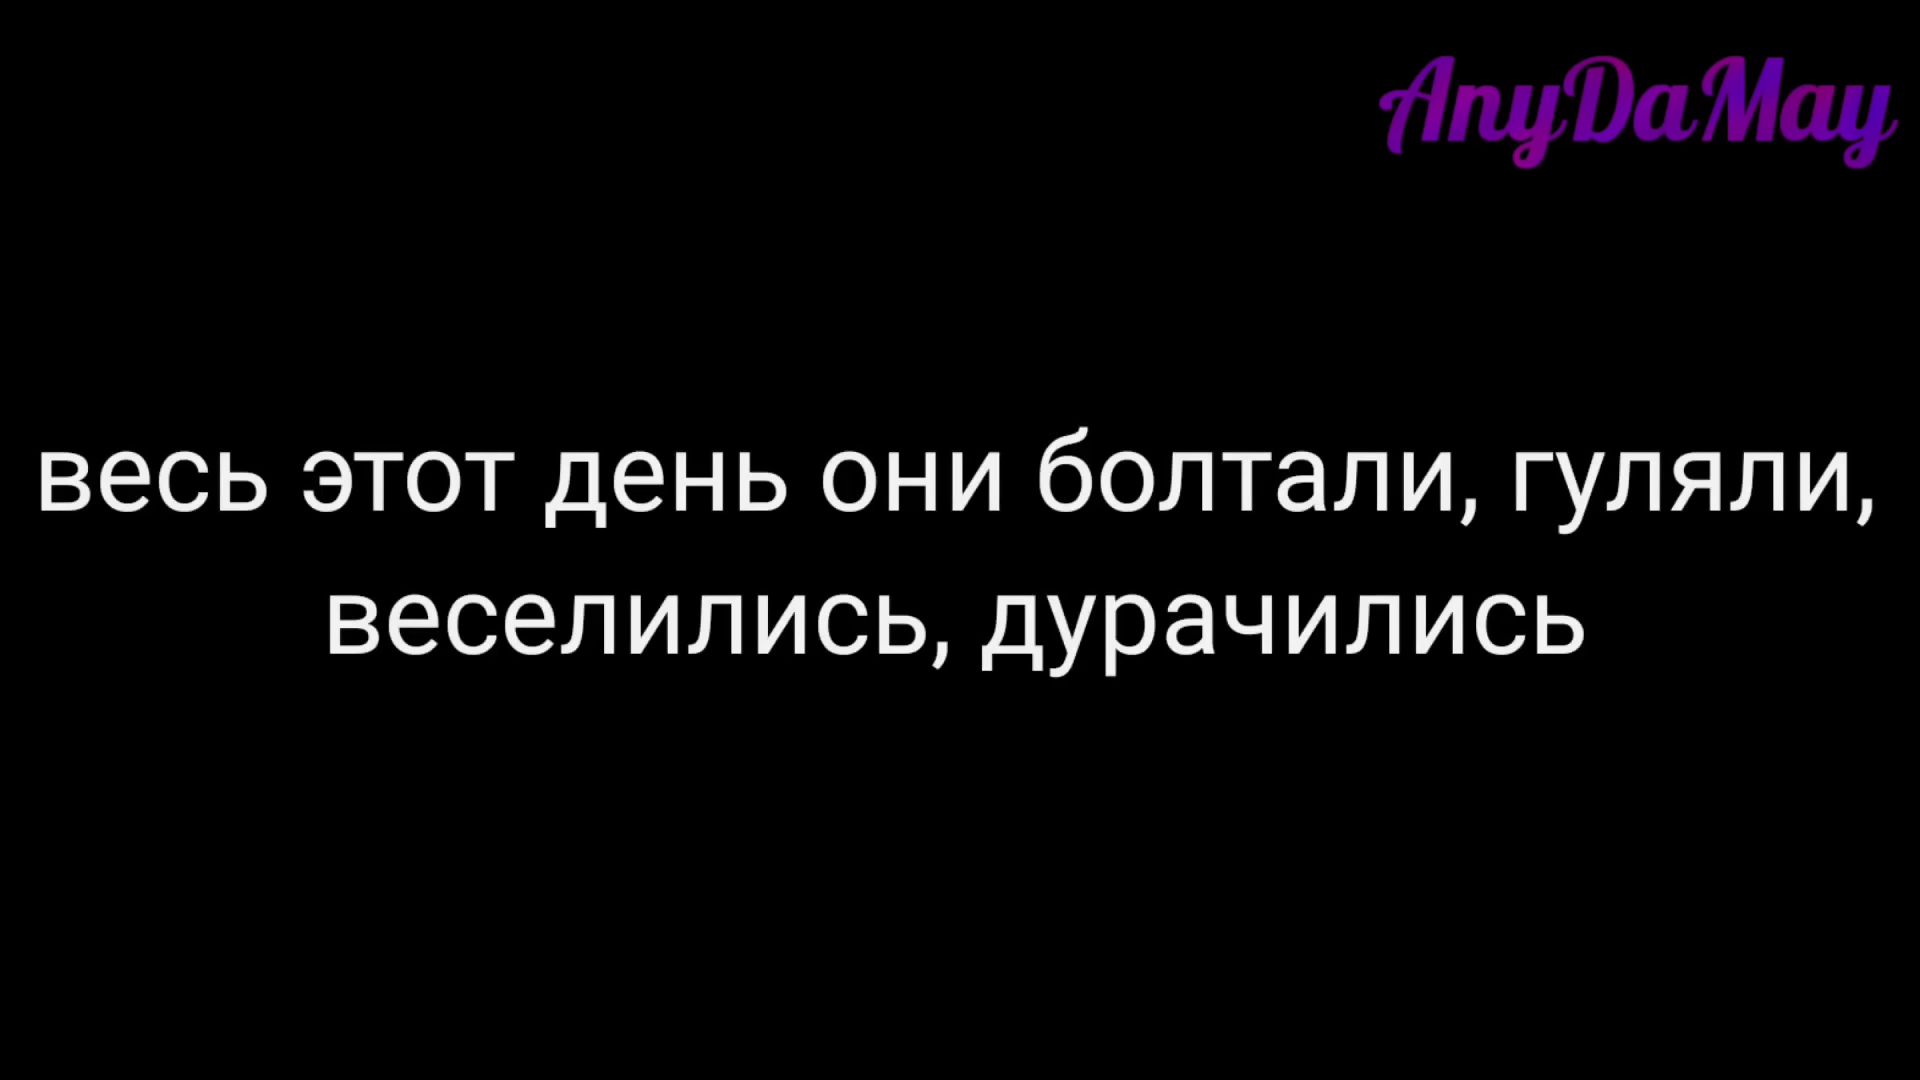 AnyDaMay
весь этот день они болтали, гуляли,
веселились, дурачились